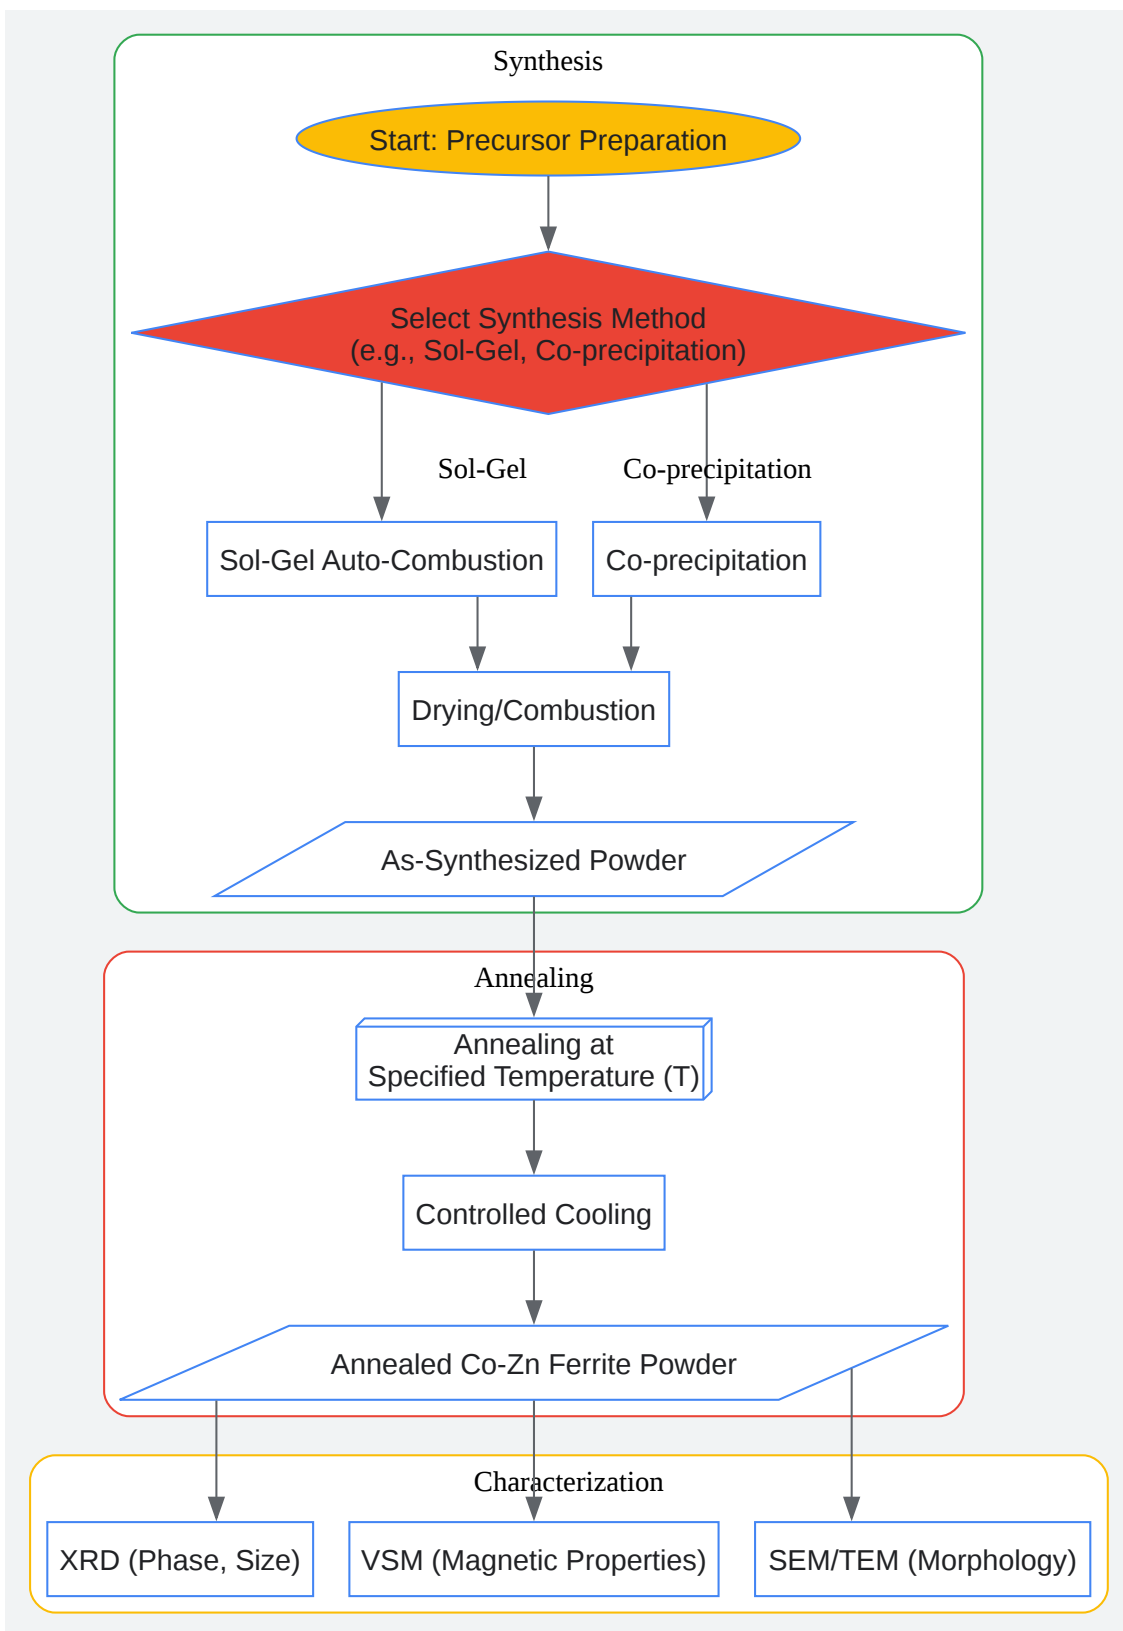 Synthesis
Start: Precursor Preparation
Select Synthesis Method
(e.g., Sol-Gel, Co-precipitation)
Sol-Gel
Co-precipitation
Sol-Gel Auto-Combustion
Co-precipitation
Drying/Combustion
As-Synthesized Powder
Annealing
Annealing at
Specified Temperature (T)
Controlled Cooling
Annealed Co-Zn Ferrite Powder
Characterization
XRD (Phase, Size)
VSM (Magnetic Properties)
SEM/TEM (Morphology)